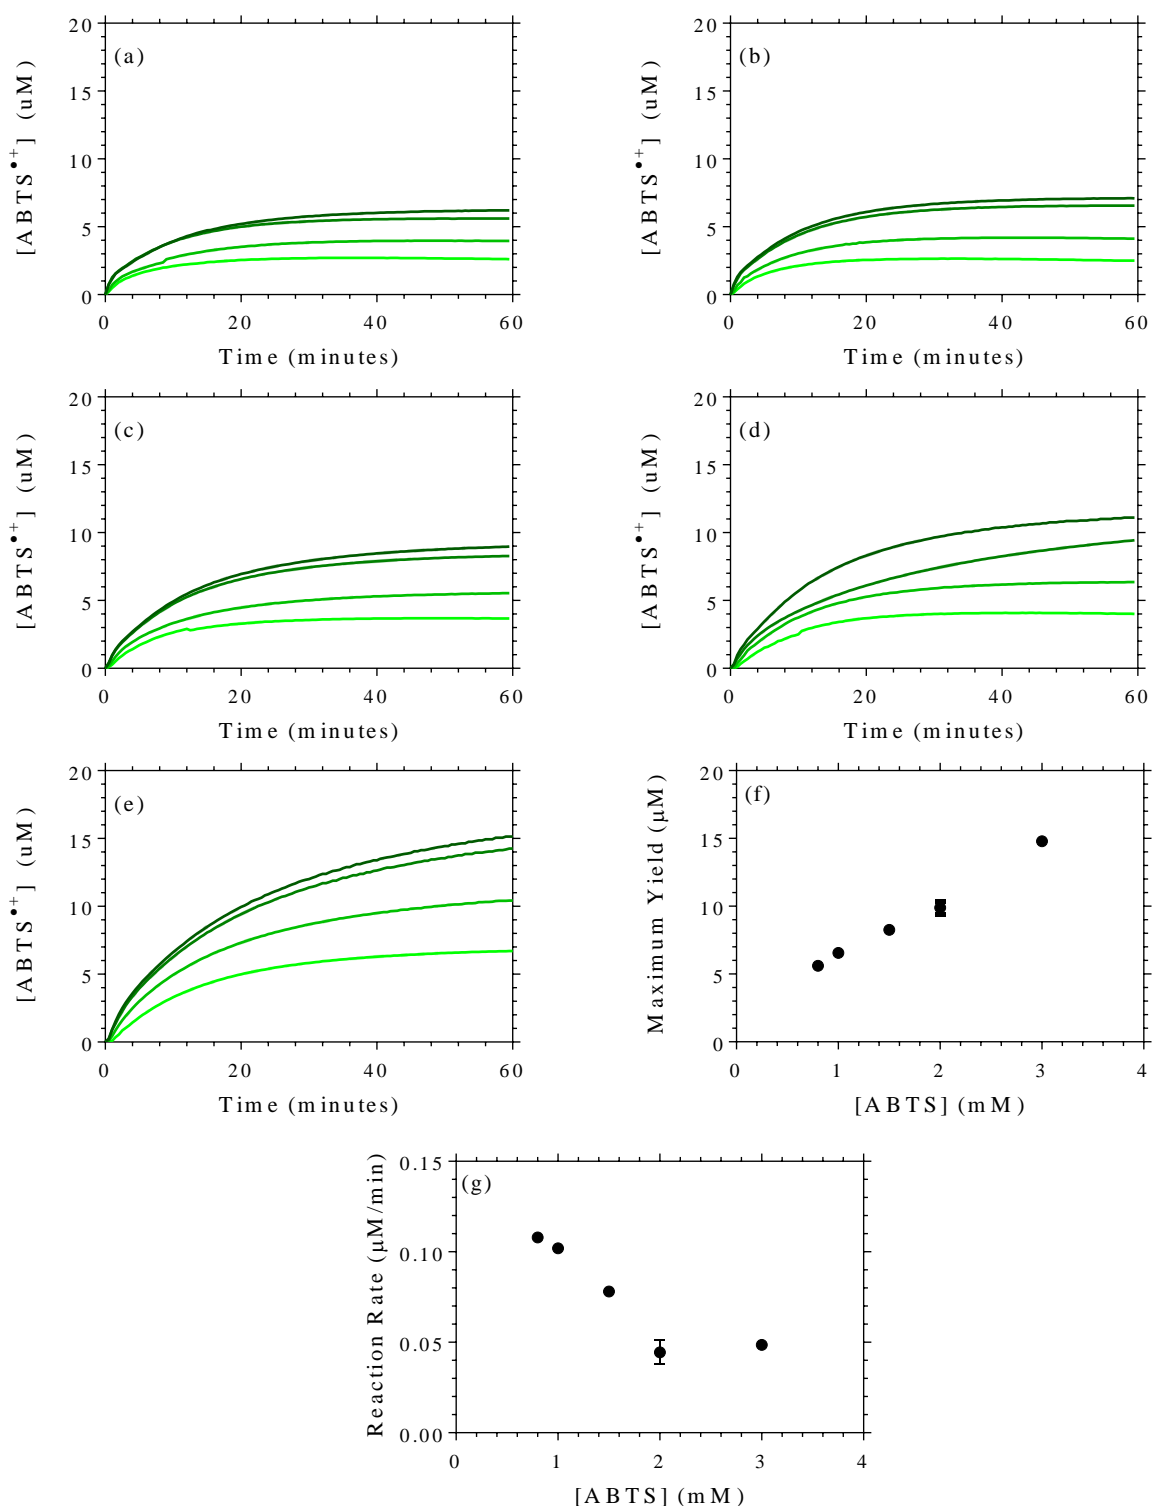 (a)
[ABTS•+] (uM)
20
15
10
5
0
0 20 40 60
Time (minutes)
(b)
[ABTS•+] (uM)
20
15
10
5
0
0 20 40 60
Time (minutes)
(c)
[ABTS•+] (uM)
20
15
10
5
0
0 20 40 60
Time (minutes)
(d)
[ABTS•+] (uM)
20
15
10
5
0
0 20 40 60
Time (minutes)
(e)
[ABTS•+] (uM)
20
15
10
5
0
0 20 40 60
Time (minutes)
(f)
Maximum Yield (μM)
20
15
10
5
0
0 1 2 3 4
[ABTS] (mM)
(g)
Reaction Rate (μM/min)
0.15
0.10
0.05
0.00
0 1 2 3 4
[ABTS] (mM)